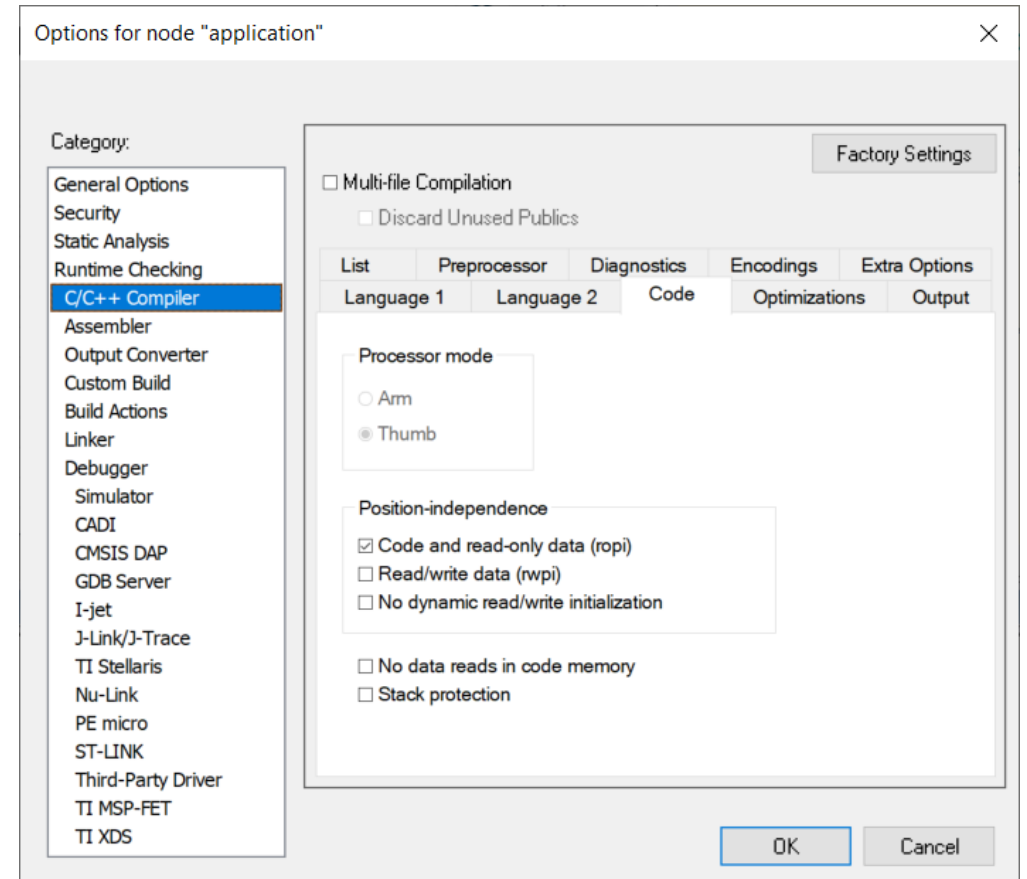 Options for node "application"
Category:
General Options
Security
Static Analysis
Runtime Checking
C/C++ Compiler
Assembler
Output Converter
Custom Build
Build Actions
Linker
Debugger
Simulator
CADI
CMSIS DAP
GDB Server
I-jet
J-Link/J-Trace
TI Stellaris
Nu-Link
PE micro
ST-LINK
Third-Party Driver
TI MSP-FET
TI XDS
Factory Settings
Multi-file Compilation
Discard Unused Publics
List Preprocessor Diagnostics Encodings Extra Options
Language 1 Language 2 Code Optimizations Output
Processor mode
Arm
Thumb
Position-independence
Code and read-only data (ropi)
Read/write data (rwpi)
No dynamic read/write initialization
No data reads in code memory
Stack protection
OK Cancel